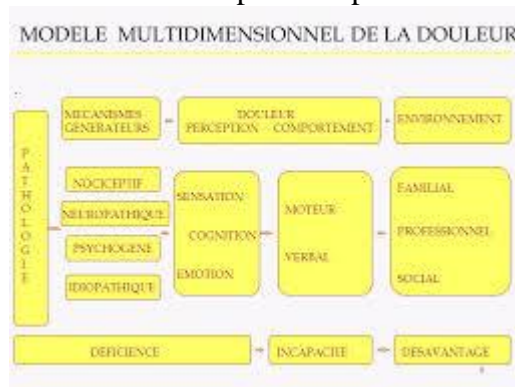 MODELE MULTIDIMENSIONNEL DE LA DOULEUR
PATHOLOGIE
MECANISMES
GENERATEURS
DOULEUR
PERCEPTION COMPORTEMENT
ENVIRONNEMENT
NOCICEPTIF
NEUROPATHIQUE
PSYCHOGENE
IDIOPATHIQUE
SENSATION
COGNITION
EMOTION
MOTEUR
VERBAL
FAMILIAL
PROFESSIONNEL
SOCIAL
DEFICIENCE
INCAPACITE
DESAVANTAGE